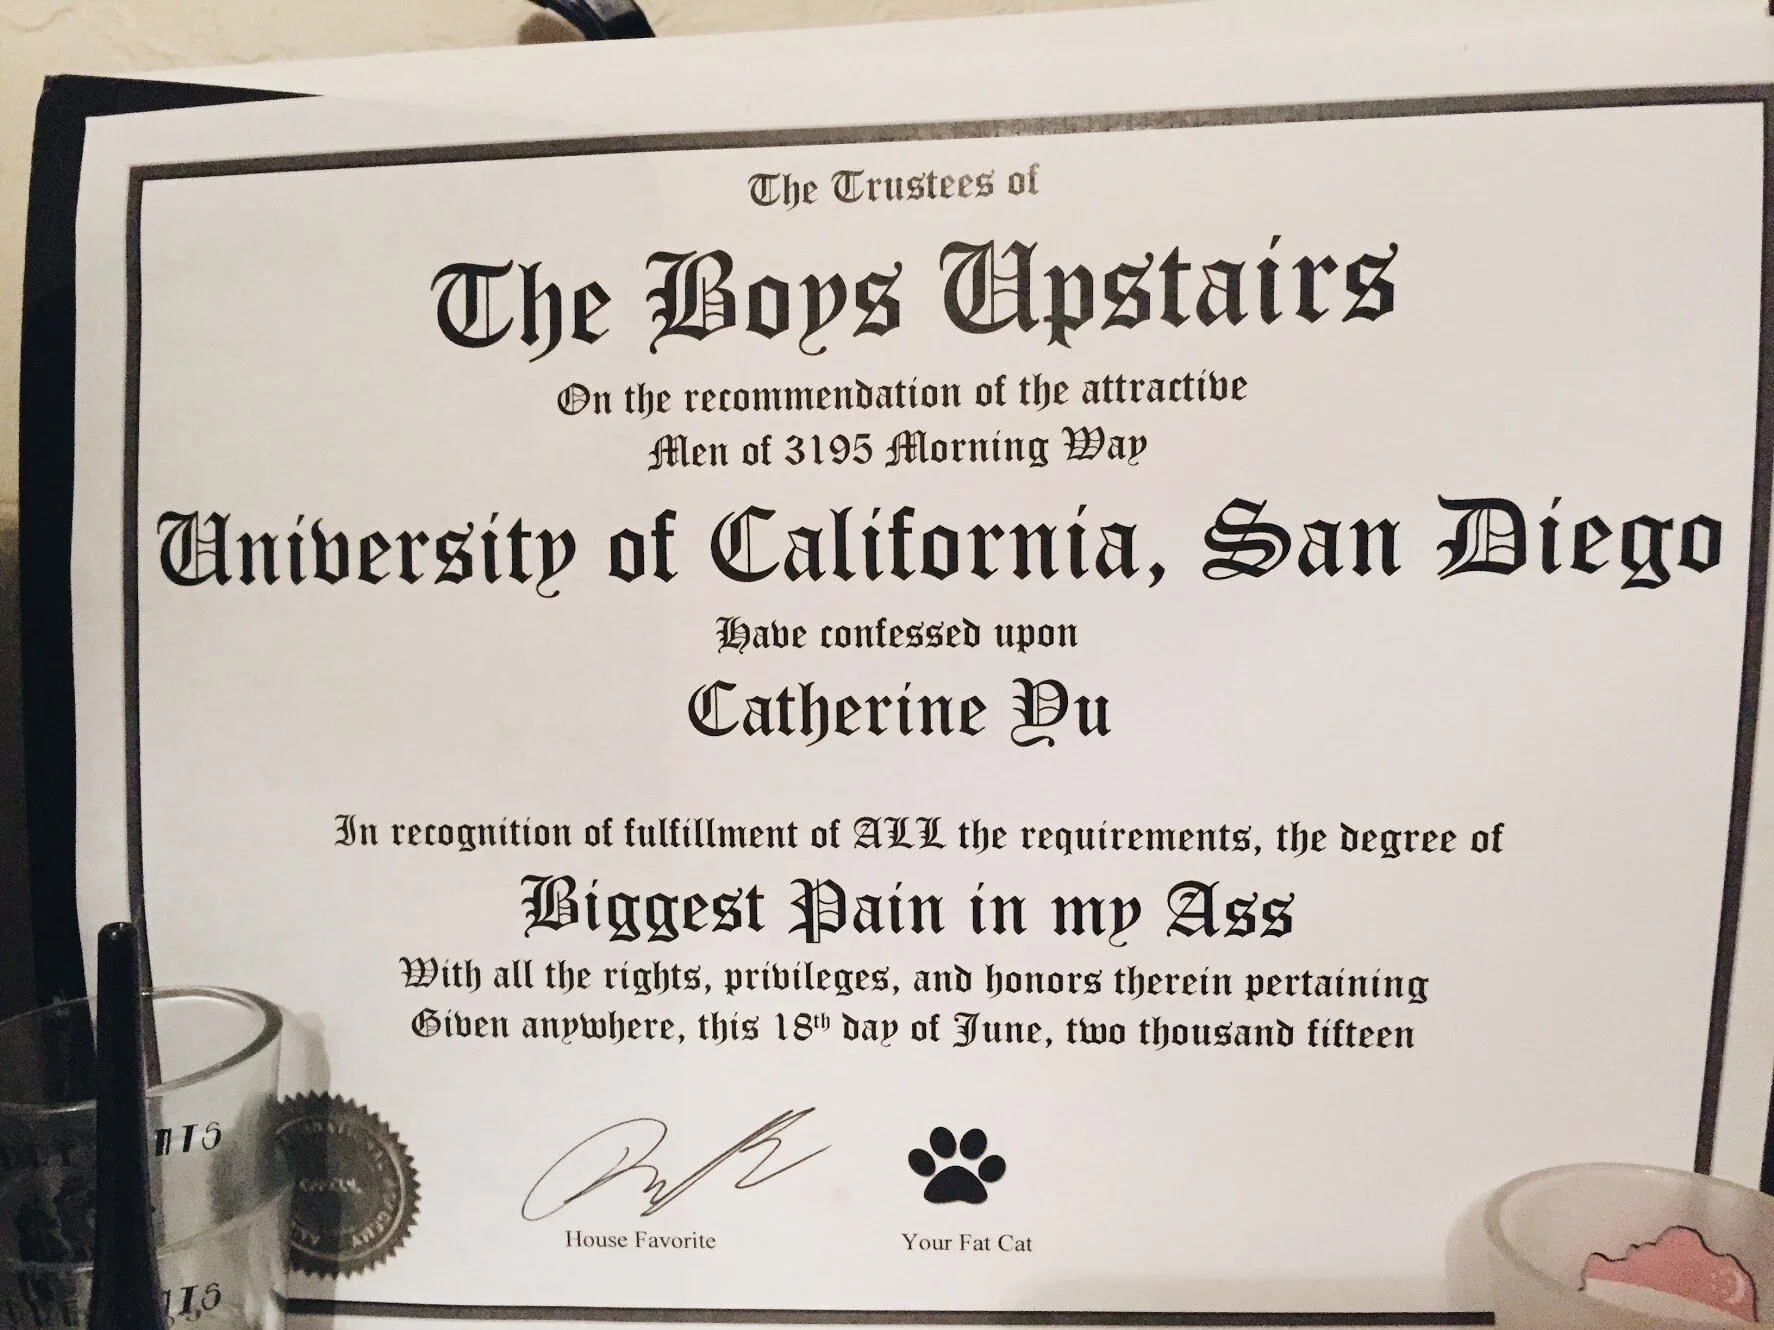 The Trustees of
The Boys Upstairs
On the recommendation of the attractive
Men of 3195 Morning Way
University of California, San Diego
Have confessed upon
Catherine Yu
In recognition of fulfillment of ALL the requirements, the degree of
Biggest Pain in my Ass
With all the rights, privileges, and honors therein pertaining
Given anywhere, this 18th day of June, two thousand fifteen
House Favorite
Your Fat Cat